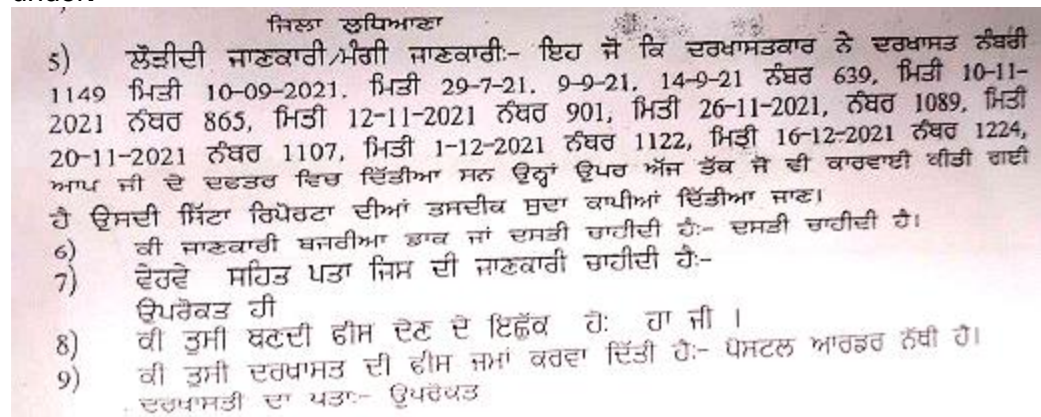 ਜਿਲਾ ਲੁਧਿਆਣਾ
5) ਲੋੜੀਦੀ ਜਾਣਕਾਰੀ/ਮੰਗੀ ਜਾਣਕਾਰੀ:- ਇਹ ਜੋ ਕਿ ਦਰਖਾਸਤਕਾਰ ਨੇ ਦਰਖਾਸਤ ਨੰਬਰੀ
1149 ਮਿਤੀ 10-09-2021. ਮਿਤੀ 29-7-21. 9-9-21. 14-9-21 ਨੰਬਰ 639, ਮਿਤੀ 10-11-
2021 ਨੰਬਰ 865, ਮਿਤੀ 12-11-2021 ਨੰਬਰ 901, ਮਿਤੀ 26-11-2021, ਨੰਬਰ 1089, ਮਿਤੀ
20-11-2021 ਨੰਬਰ 1107, ਮਿਤੀ 1-12-2021 ਨੰਬਰ 1122, ਮਿਤੀ 16-12-2021 ਨੰਬਰ 1224,
ਆਪ ਜੀ ਦੇ ਦਫਤਰ ਵਿਚ ਦਿੱਤੀਆ ਸਨ ਉਨ੍ਹਾਂ ਉਪਰ ਅੱਜ ਤੱਕ ਜੋ ਵੀ ਕਾਰਵਾਈ ਕੀਤੀ ਗਈ
ਹੈ ਉਸਦੀ ਸਿੱਟਾ ਰਿਪੋਰਟਾ ਦੀਆਂ ਤਸਦੀਕ ਸੁਦਾ ਕਾਪੀਆਂ ਦਿੱਤੀਆ ਜਾਣ।
6) ਕੀ ਜਾਣਕਾਰੀ ਬਜਰੀਆ ਡਾਕ ਜਾਂ ਦਸਤੀ ਚਾਹੀਦੀ ਹੈ:- ਦਸਤੀ ਚਾਹੀਦੀ ਹੈ।
7) ਵੇਰਵੇ ਸਹਿਤ ਪਤਾ ਜਿਸ ਦੀ ਜਾਣਕਾਰੀ ਚਾਹੀਦੀ ਹੈ:-
ਉਪਰੋਕਤ ਹੀ
8) ਕੀ ਤੁਸੀ ਬਣਦੀ ਫੀਸ ਦੇਣ ਦੇ ਇਛੁੱਕ ਹੋ: ਹਾ ਜੀ ।
9) ਕੀ ਤੁਸੀ ਦਰਖਾਸਤ ਦੀ ਫੀਸ ਜਮਾਂ ਕਰਵਾ ਦਿੱਤੀ ਹੈ:- ਪੋਸਟਲ ਆਰਡਰ ਨੱਥੀ ਹੈ।
ਦਰਖਾਸਤੀ ਦਾ ਪਤਾ:- ਉਪਰੋਕਤ